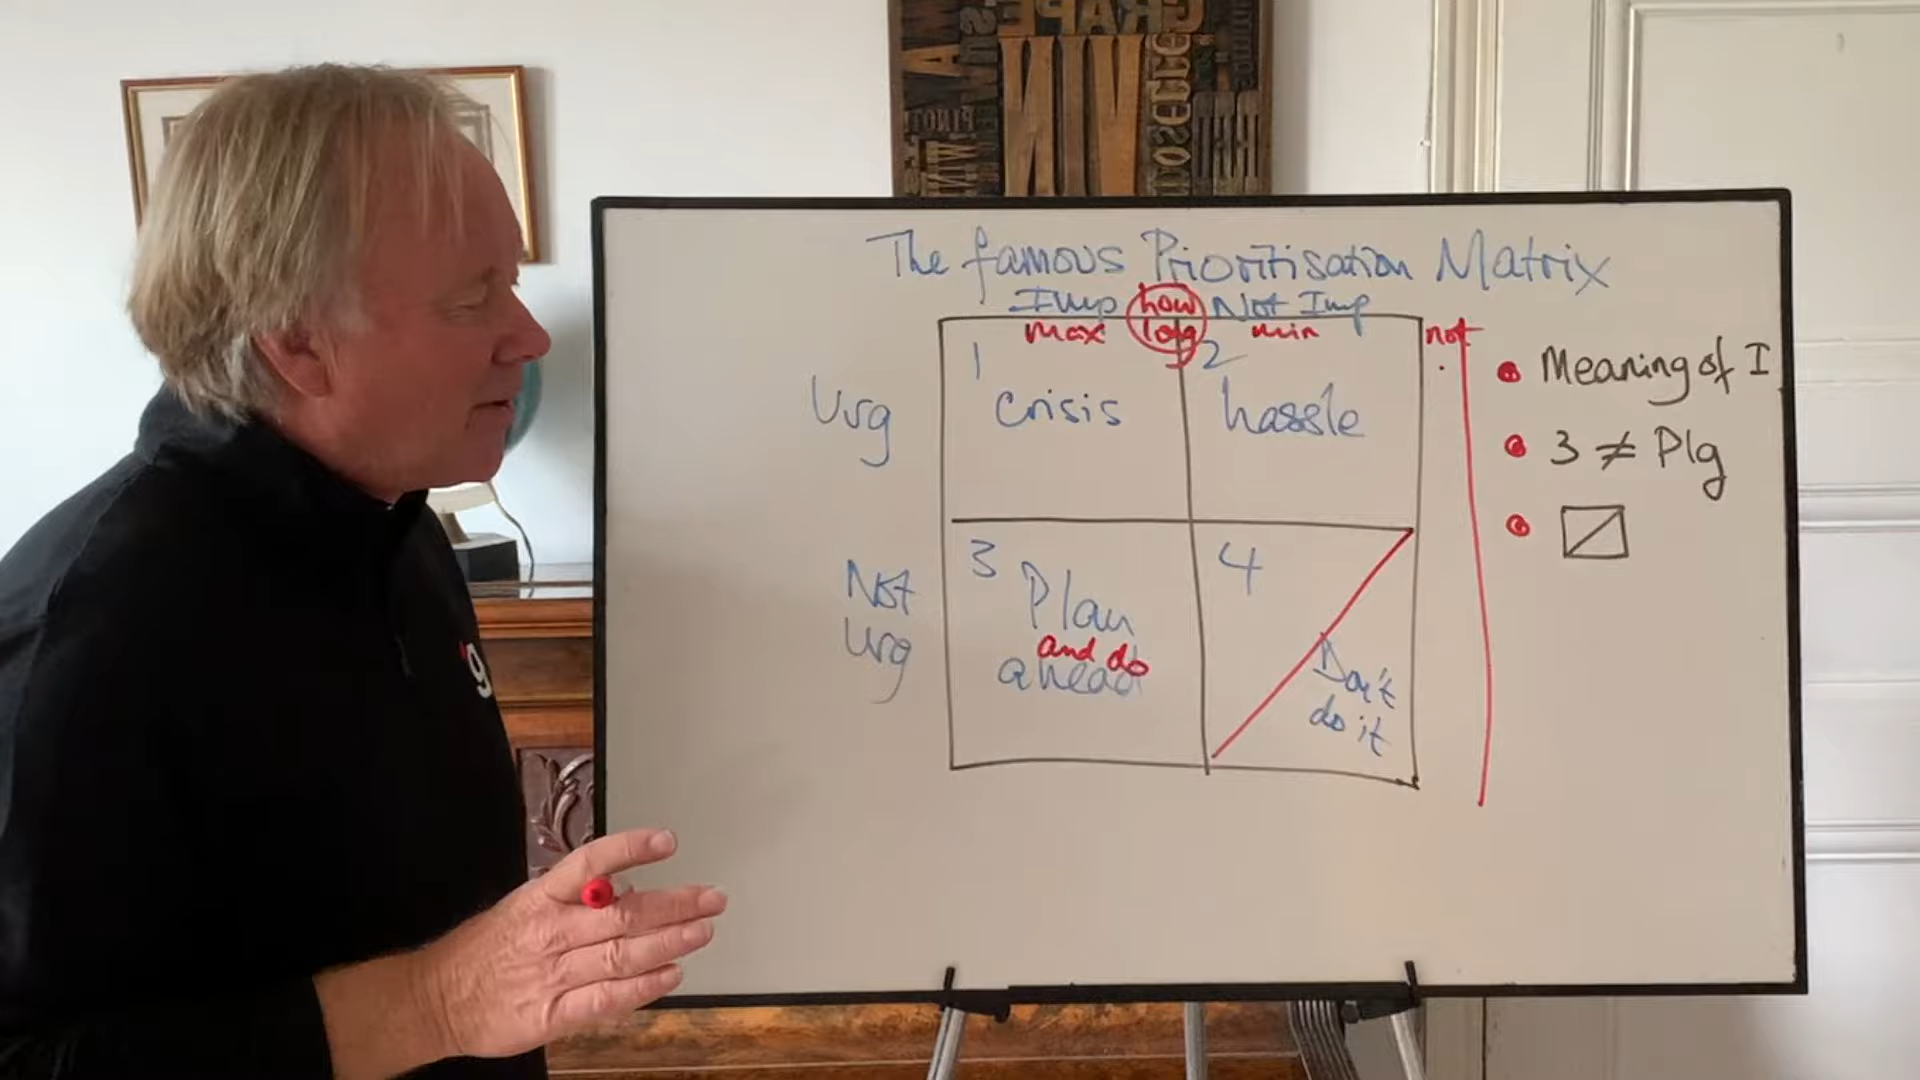 The famous Prioritisation Matrix
Imp how Not Imp
max long min not
1 2
Urg crisis hassle
3 4
Not Plan
Urg and do
ahead
Don't
do it
• Meaning of I
• 3 ≠ Plg
VIN